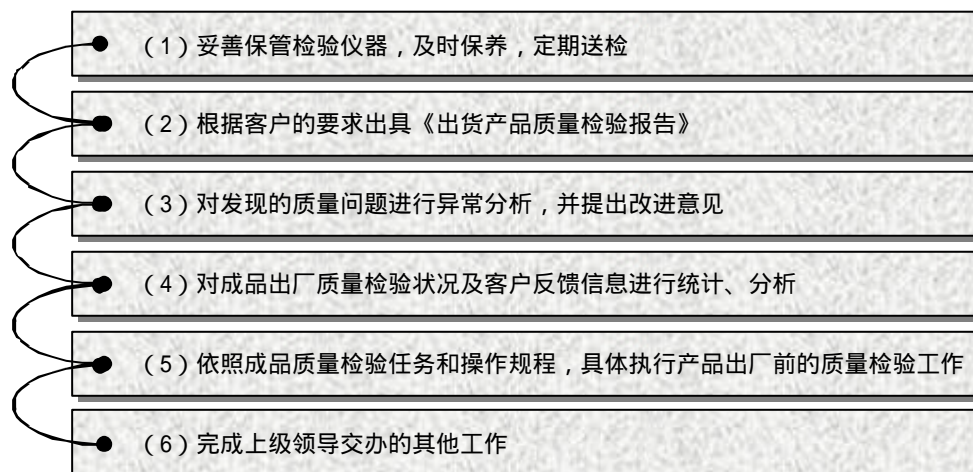 （1）妥善保管检验仪器，及时保养，定期送检
（2）根据客户的要求出具《出货产品质量检验报告》
（3）对发现的质量问题进行异常分析，并提出改进意见
（4）对成品出厂质量检验状况及客户反馈信息进行统计、分析
（5）依照成品质量检验任务和操作规程，具体执行产品出厂前的质量检验工作
（6）完成上级领导交办的其他工作